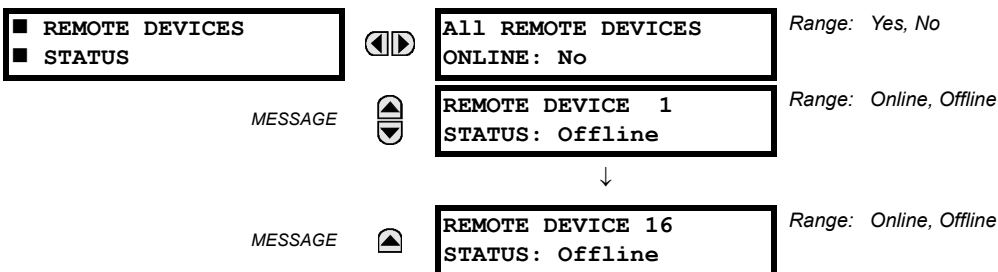 ■ REMOTE DEVICES
■ STATUS
All REMOTE DEVICES
ONLINE: No
Range: Yes, No
MESSAGE
REMOTE DEVICE 1
STATUS: Offline
Range: Online, Offline
↓
MESSAGE
REMOTE DEVICE 16
STATUS: Offline
Range: Online, Offline